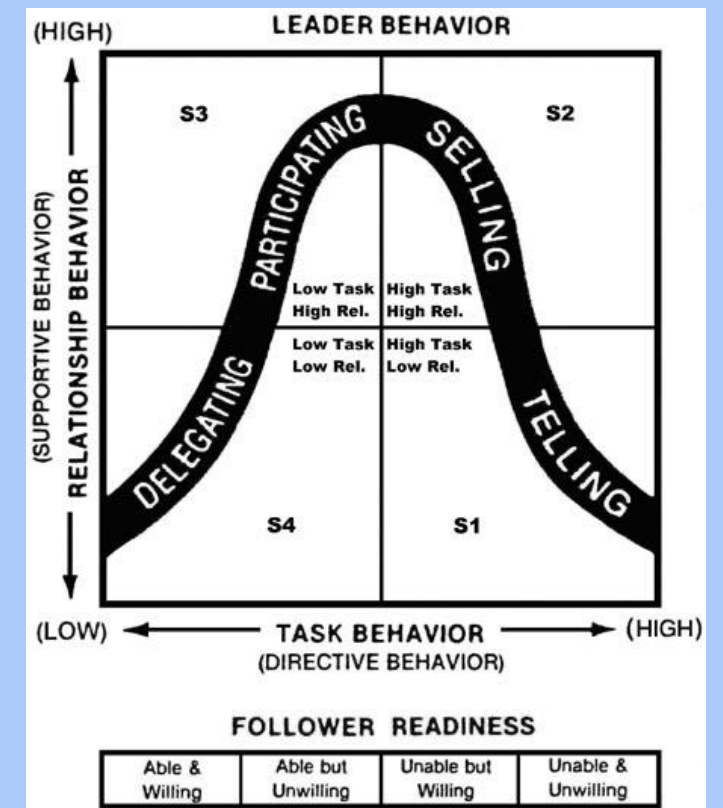 LEADER BEHAVIOR
(HIGH)
S3
S2
PARTICIPATING
SELLING
(SUPPORTIVE BEHAVIOR)
RELATIONSHIP BEHAVIOR
Low Task
High Rel.
High Task
High Rel.
Low Task
Low Rel.
High Task
Low Rel.
DELEGATING
TELLING
S4
S1
(LOW)
TASK BEHAVIOR
(HIGH)
(DIRECTIVE BEHAVIOR)
FOLLOWER READINESS
Able &
Willing
Able but
Unwilling
Unable but
Willing
Unable &
Unwilling